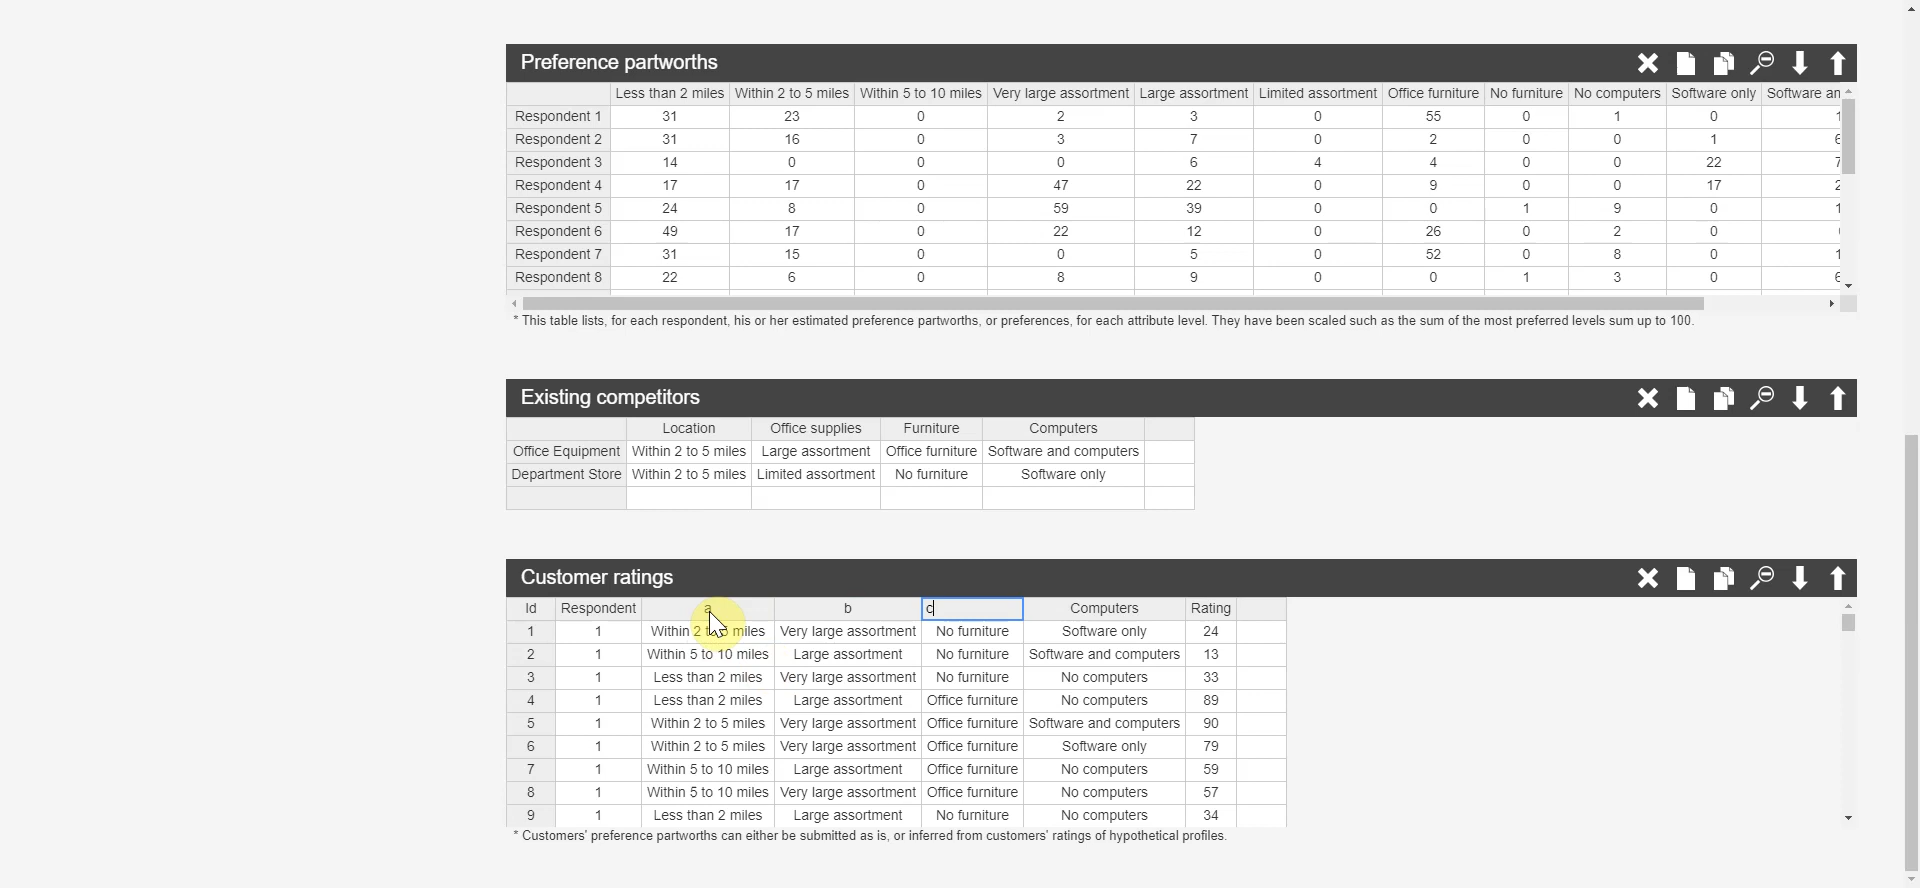 Preference partworths
Less than 2 miles Within 2 to 5 miles Within 5 to 10 miles Very large assortment Large assortment Limited assortment Office furniture No furniture No computers Software only Software an
Respondent 1 31 23 0 2 3 0 55 0 1 0 1
Respondent 2 31 16 0 3 7 0 2 0 0 1 6
Respondent 3 14 0 0 0 6 4 4 0 0 22 7
Respondent 4 17 17 0 47 22 0 9 0 0 17 2
Respondent 5 24 8 0 59 39 0 0 1 9 0 1
Respondent 6 49 17 0 22 12 0 26 0 2 0
Respondent 7 31 15 0 0 5 0 52 0 8 0 1
Respondent 8 22 6 0 8 9 0 0 1 3 0 6
* This table lists, for each respondent, his or her estimated preference partworths, or preferences, for each attribute level. They have been scaled such as the sum of the most preferred levels sum up to 100.
Existing competitors
Location Office supplies Furniture Computers
Office Equipment Within 2 to 5 miles Large assortment Office furniture Software and computers
Department Store Within 2 to 5 miles Limited assortment No furniture Software only
Customer ratings
Id Respondent a b c Computers Rating
1 1 Within 2 to 5 miles Very large assortment No furniture Software only 24
2 1 Within 5 to 10 miles Large assortment No furniture Software and computers 13
3 1 Less than 2 miles Very large assortment No furniture No computers 33
4 1 Less than 2 miles Large assortment Office furniture No computers 89
5 1 Within 2 to 5 miles Very large assortment Office furniture Software and computers 90
6 1 Within 2 to 5 miles Very large assortment Office furniture Software only 79
7 1 Within 5 to 10 miles Large assortment Office furniture No computers 59
8 1 Within 5 to 10 miles Very large assortment Office furniture No computers 57
9 1 Less than 2 miles Large assortment No furniture No computers 34
* Customers' preference partworths can either be submitted as is, or inferred from customers' ratings of hypothetical profiles.